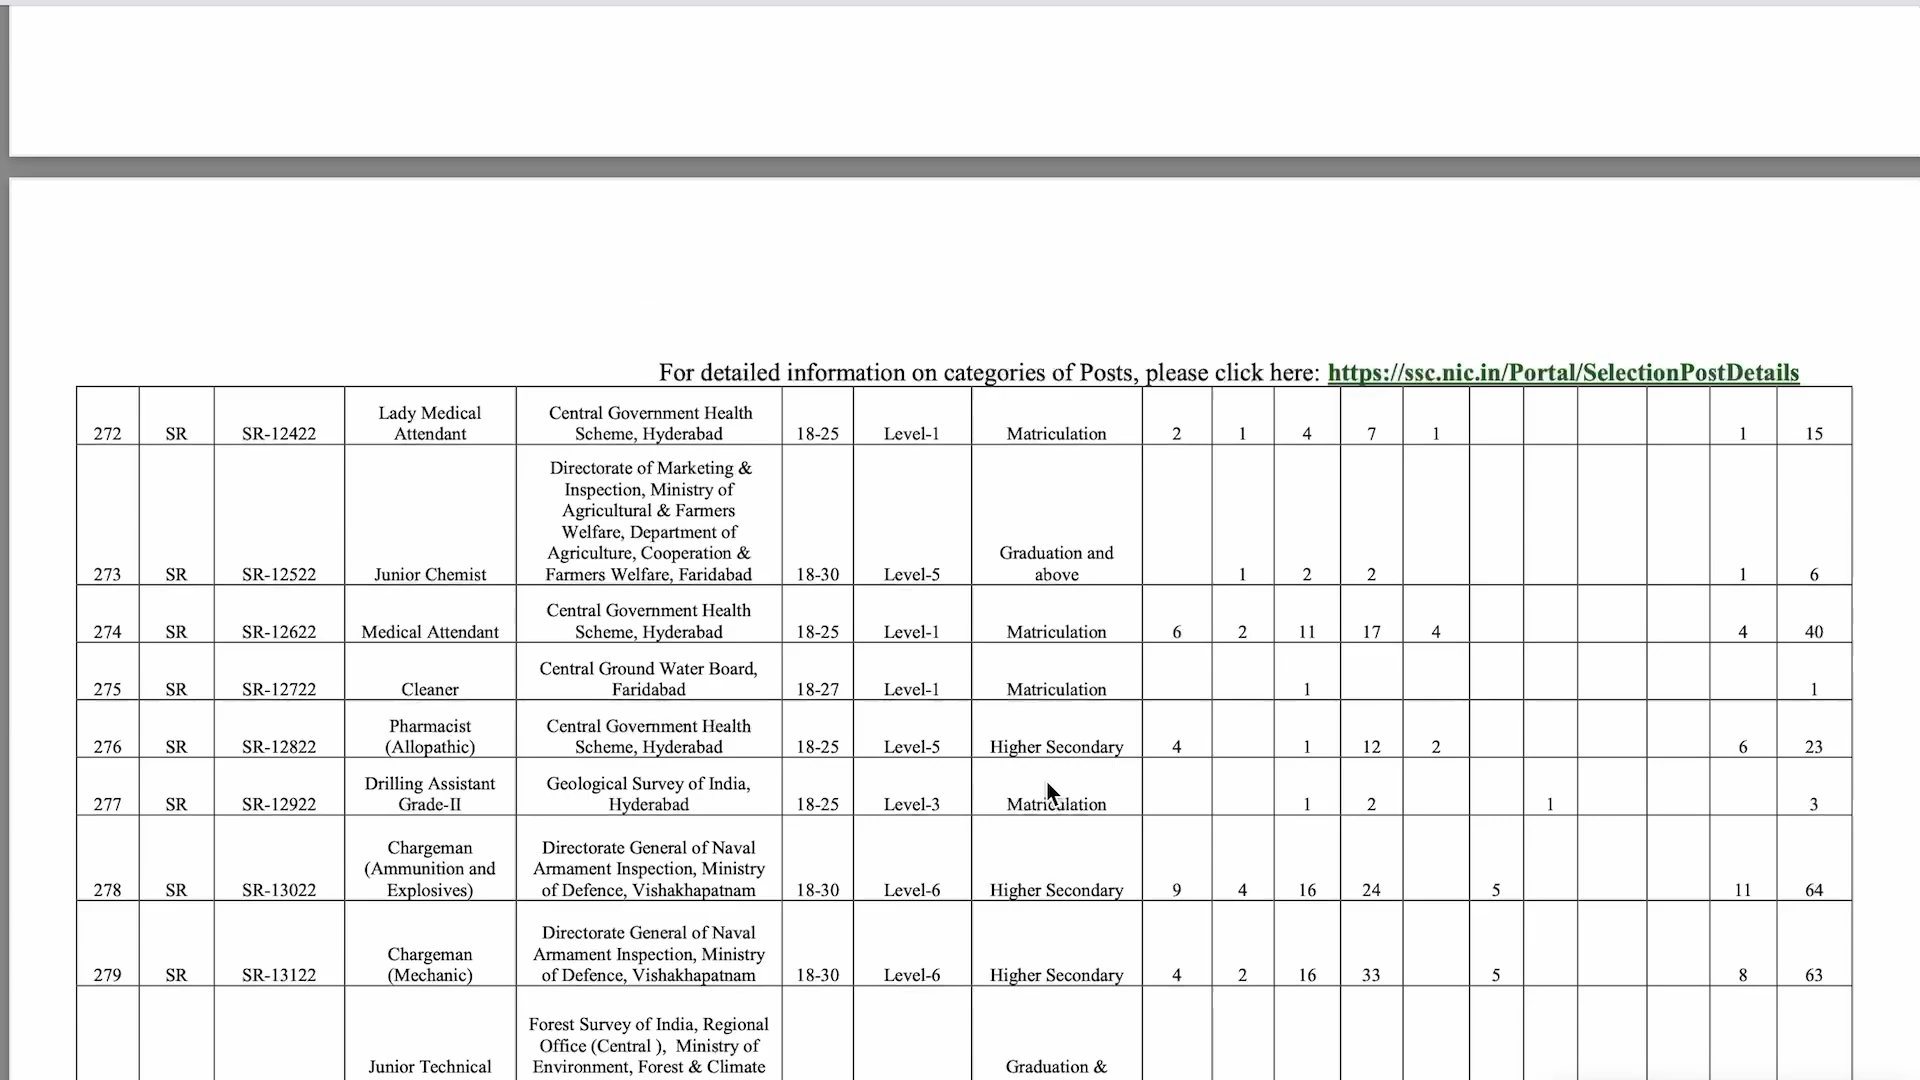 For detailed information on categories of Posts, please click here: https://ssc.nic.in/Portal/SelectionPostDetails
Lady Medical
Attendant
Central Government Health
Scheme, Hyderabad
272 SR SR-12422 18-25 Level-1 Matriculation 2 1 4 7 1 1 15
Directorate of Marketing &
Inspection, Ministry of
Agricultural & Farmers
Welfare, Department of
Agriculture, Cooperation &
Farmers Welfare, Faridabad
Graduation and
above
273 SR SR-12522 Junior Chemist 18-30 Level-5 1 2 2 1 6
Central Government Health
Scheme, Hyderabad
274 SR SR-12622 Medical Attendant 18-25 Level-1 Matriculation 6 2 11 17 4 4 40
Central Ground Water Board,
Faridabad
275 SR SR-12722 Cleaner 18-27 Level-1 Matriculation 1 1
Pharmacist
(Allopathic)
Central Government Health
Scheme, Hyderabad
276 SR SR-12822 18-25 Level-5 Higher Secondary 4 1 12 2 6 23
Drilling Assistant
Grade-II
Geological Survey of India,
Hyderabad
277 SR SR-12922 18-25 Level-3 Matriculation 1 2 1 3
Chargeman
(Ammunition and
Explosives)
Directorate General of Naval
Armament Inspection, Ministry
of Defence, Vishakhapatnam
278 SR SR-13022 18-30 Level-6 Higher Secondary 9 4 16 24 5 11 64
Chargeman
(Mechanic)
Directorate General of Naval
Armament Inspection, Ministry
of Defence, Vishakhapatnam
279 SR SR-13122 18-30 Level-6 Higher Secondary 4 2 16 33 5 8 63
Junior Technical
Forest Survey of India, Regional
Office (Central ), Ministry of
Environment, Forest & Climate
Graduation &